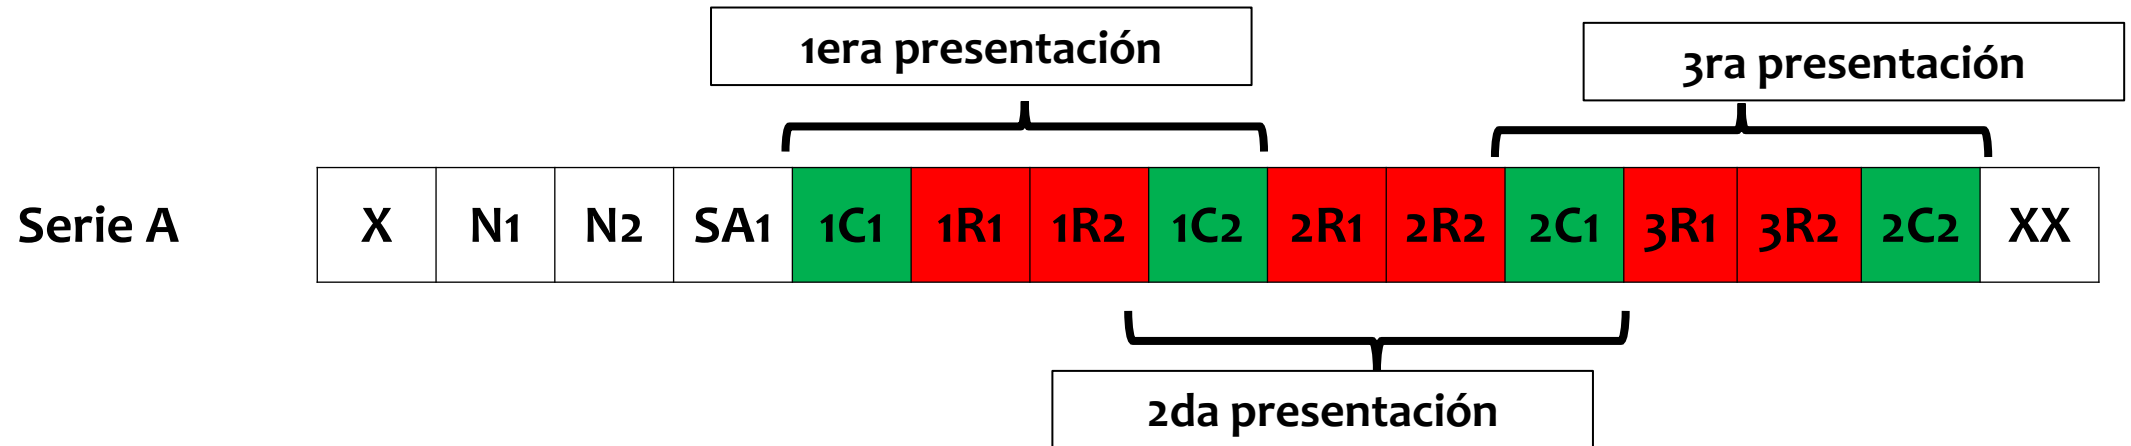 1era presentación
3ra presentación
Serie A X N1 N2 SA1 1C1 1R1 1R2 1C2 2R1 2R2 2C1 3R1 3R2 2C2 XX
2da presentación